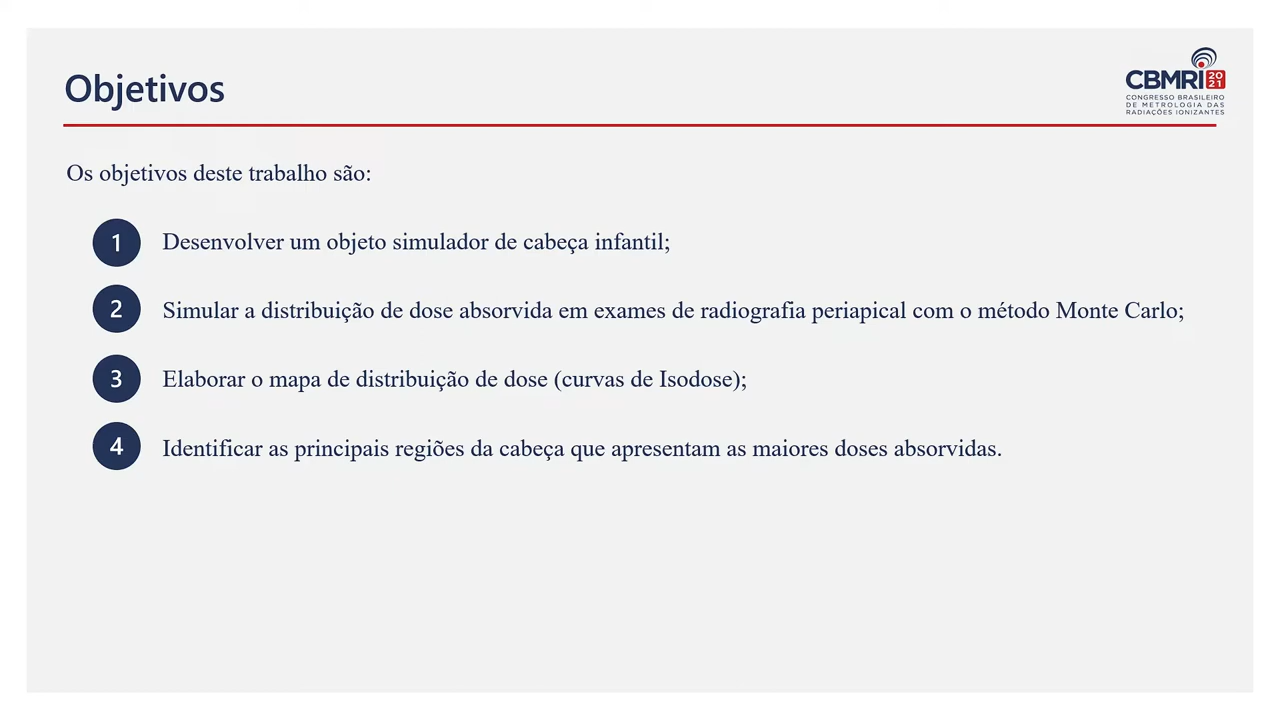 Objetivos
CBMRI 20 21
CONGRESSO BRASILEIRO
DE METROLOGIA DAS
RADIAÇÕES IONIZANTES
Os objetivos deste trabalho são:
1 Desenvolver um objeto simulador de cabeça infantil;
2 Simular a distribuição de dose absorvida em exames de radiografia periapical com o método Monte Carlo;
3 Elaborar o mapa de distribuição de dose (curvas de Isodose);
4 Identificar as principais regiões da cabeça que apresentam as maiores doses absorvidas.